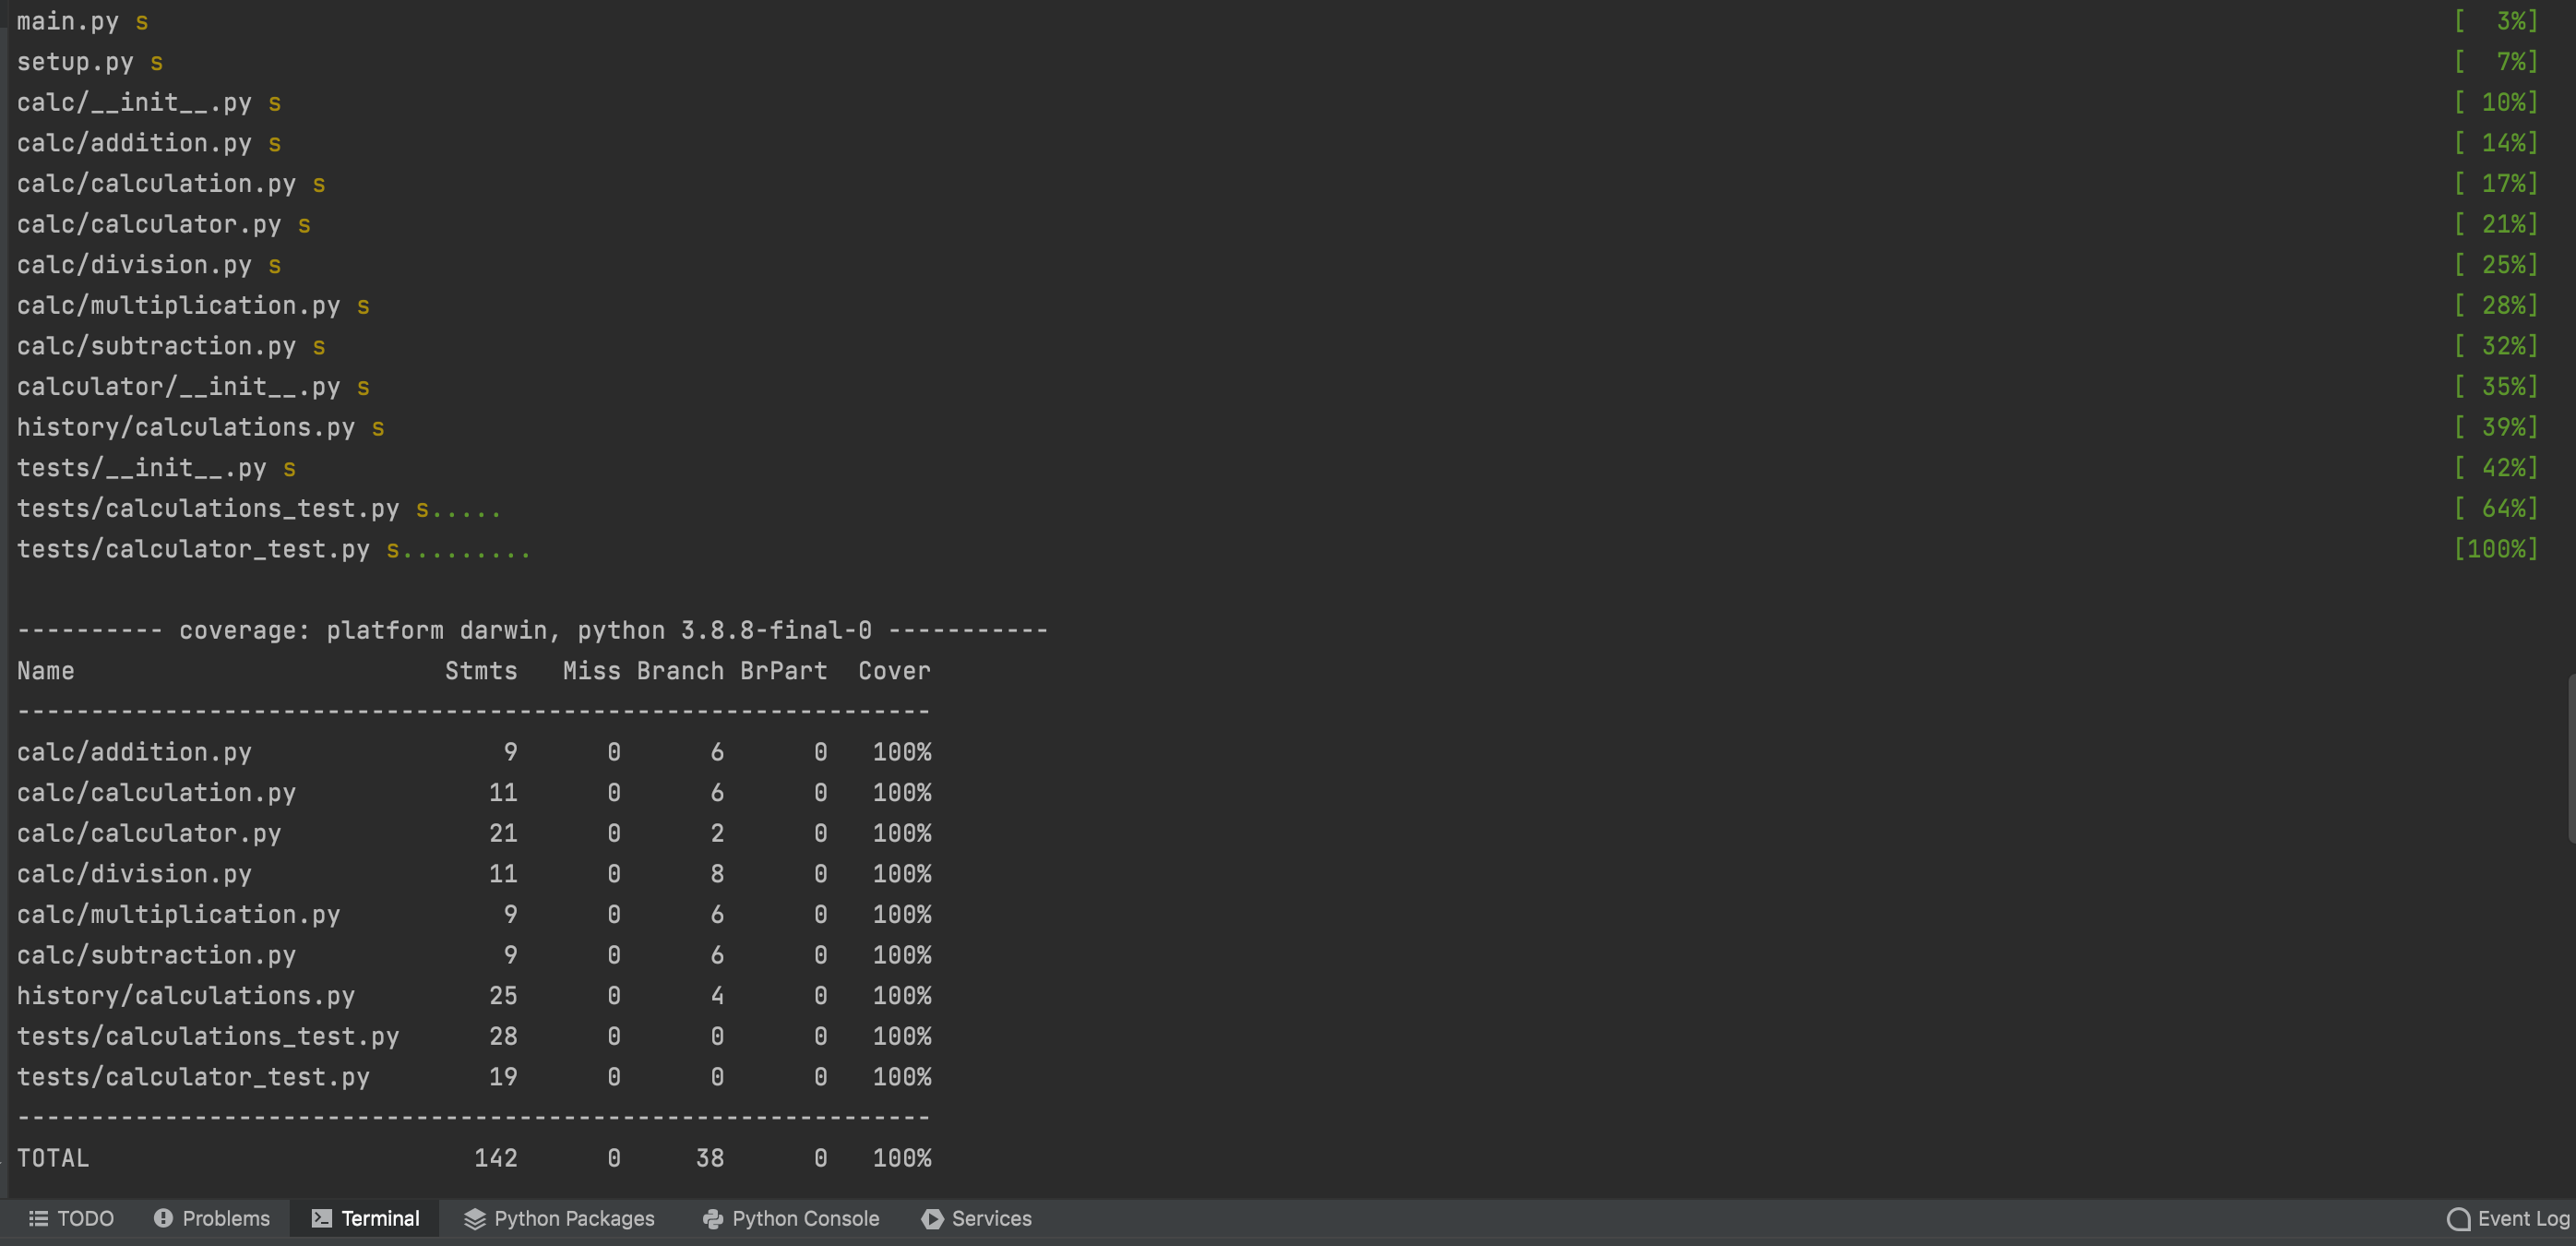 main.py s [  3%]
setup.py s [  7%]
calc/__init__.py s [ 10%]
calc/addition.py s [ 14%]
calc/calculation.py s [ 17%]
calc/calculator.py s [ 21%]
calc/division.py s [ 25%]
calc/multiplication.py s [ 28%]
calc/subtraction.py s [ 32%]
calculator/__init__.py s [ 35%]
history/calculations.py s [ 39%]
tests/__init__.py s [ 42%]
tests/calculations_test.py s..... [ 64%]
tests/calculator_test.py s......... [100%]
---------- coverage: platform darwin, python 3.8.8-final-0 -----------
Name                         Stmts   Miss Branch BrPart  Cover
--------------------------------------------------------------
calc/addition.py                 9      0      6      0   100%
calc/calculation.py             11      0      6      0   100%
calc/calculator.py              21      0      2      0   100%
calc/division.py                11      0      8      0   100%
calc/multiplication.py           9      0      6      0   100%
calc/subtraction.py              9      0      6      0   100%
history/calculations.py         25      0      4      0   100%
tests/calculations_test.py      28      0      0      0   100%
tests/calculator_test.py        19      0      0      0   100%
--------------------------------------------------------------
TOTAL                          142      0     38      0   100%
TODO Problems Terminal Python Packages Python Console Services Event Log